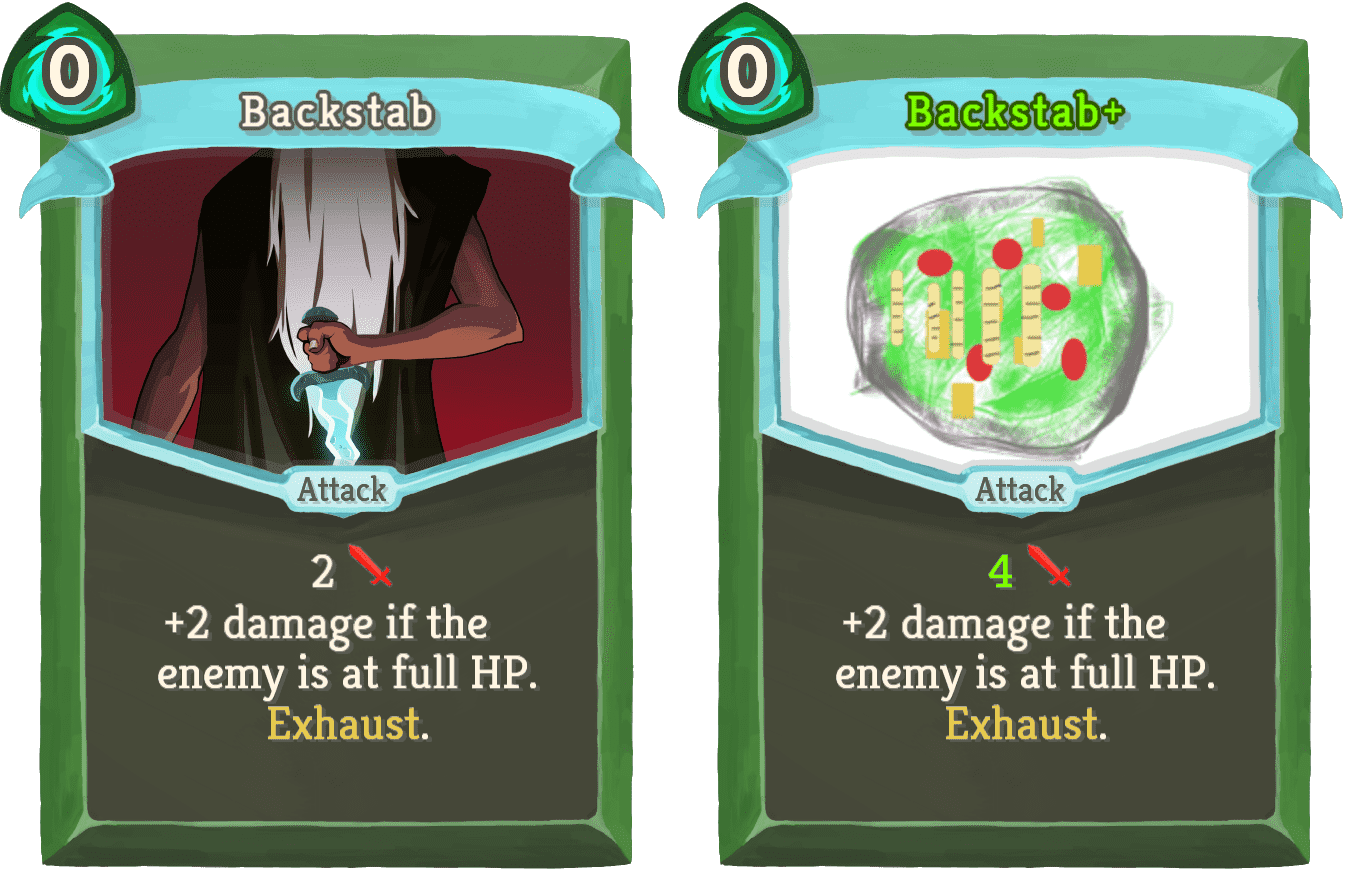 0
Backstab
Attack
2
+2 damage if the
enemy is at full HP.
Exhaust.
0
Backstab+
Attack
4
+2 damage if the
enemy is at full HP.
Exhaust.